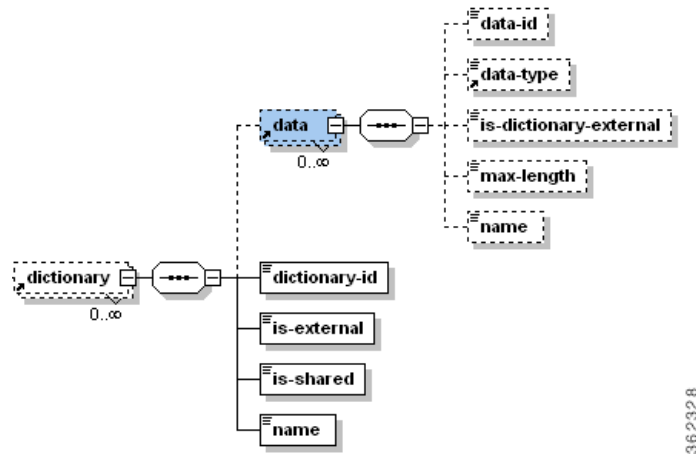 data-id
data-type
data
is-dictionary-external
0..∞
max-length
name
dictionary
dictionary-id
0..∞
is-external
is-shared
name
362328